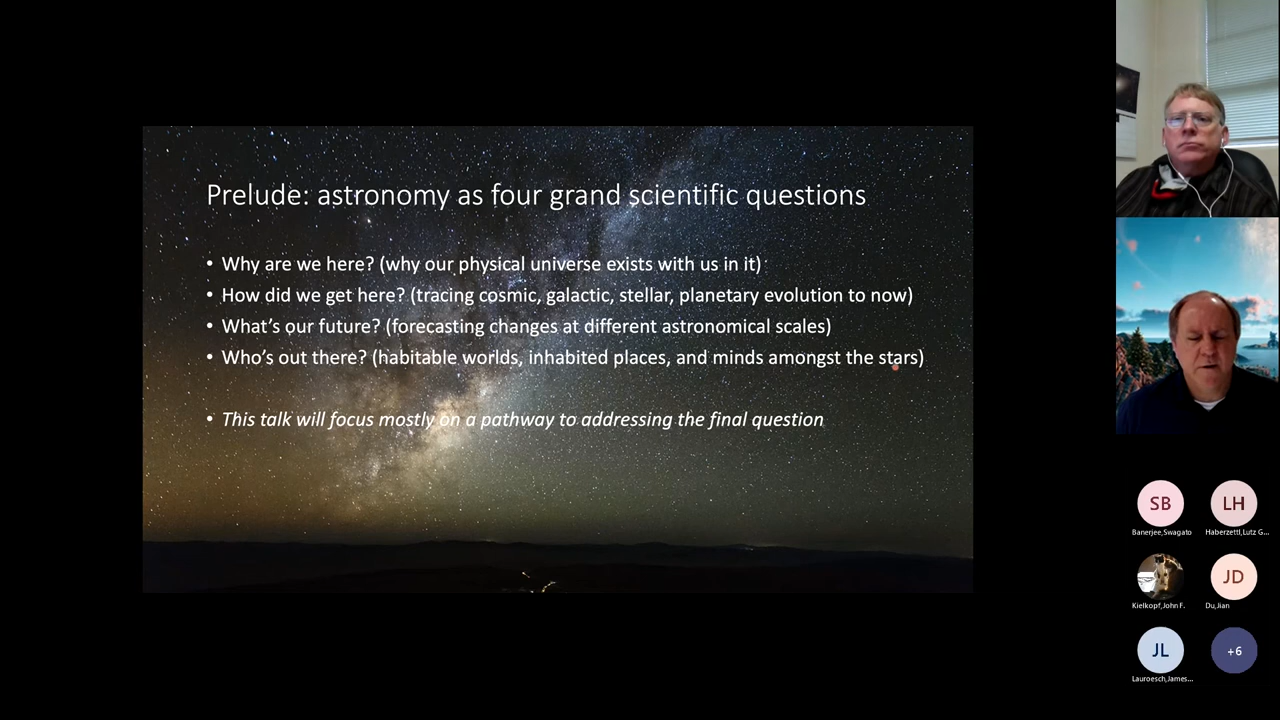 Prelude: astronomy as four grand scientific questions
• Why are we here? (why our physical universe exists with us in it)
• How did we get here? (tracing cosmic, galactic, stellar, planetary evolution to now)
• What's our future? (forecasting changes at different astronomical scales)
• Who's out there? (habitable worlds, inhabited places, and minds amongst the stars)
• This talk will focus mostly on a pathway to addressing the final question
SB LH
Banerjee,Swagato Haberzettl,Lutz G...
JD
Kielkopf,John F. Du,Jian
JL +6
Lauroesch,James...